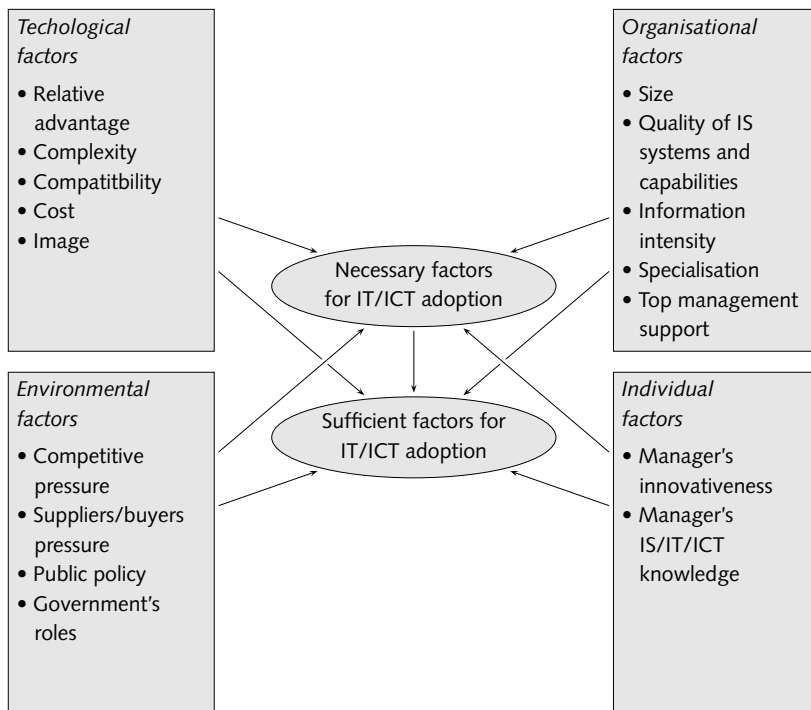 Techological
factors
• Relative
advantage
• Complexity
• Compatitbility
• Cost
• Image
Organisational
factors
• Size
• Quality of IS
systems and
capabilities
• Information
intensity
• Specialisation
• Top management
support
Necessary factors
for IT/ICT adoption
Sufficient factors for
IT/ICT adoption
Environmental
factors
• Competitive
pressure
• Suppliers/buyers
pressure
• Public policy
• Government's
roles
Individual
factors
• Manager's
innovativeness
• Manager's
IS/IT/ICT
knowledge